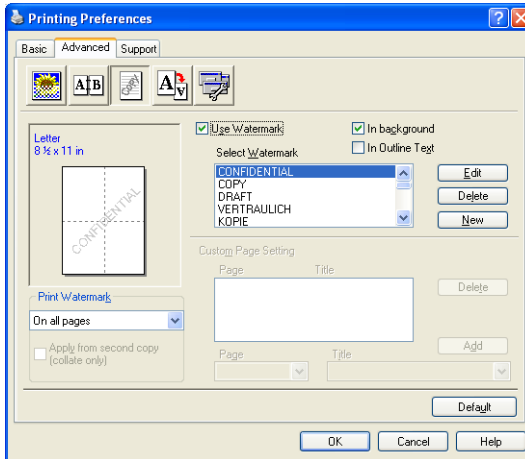 Printing Preferences
Basic
Advanced
Support
A B
A
Letter
8 ½ x 11 in
CONFIDENTIAL
Use Watermark
In background
In Outline Text
Select Watermark
CONFIDENTIAL
COPY
DRAFT
VERTRAULICH
KOPIE
Edit
Delete
New
Print Watermark
On all pages
Apply from second copy
(collate only)
Custom Page Setting
Page Title
Delete
Add
Page Title
Default
OK Cancel Help